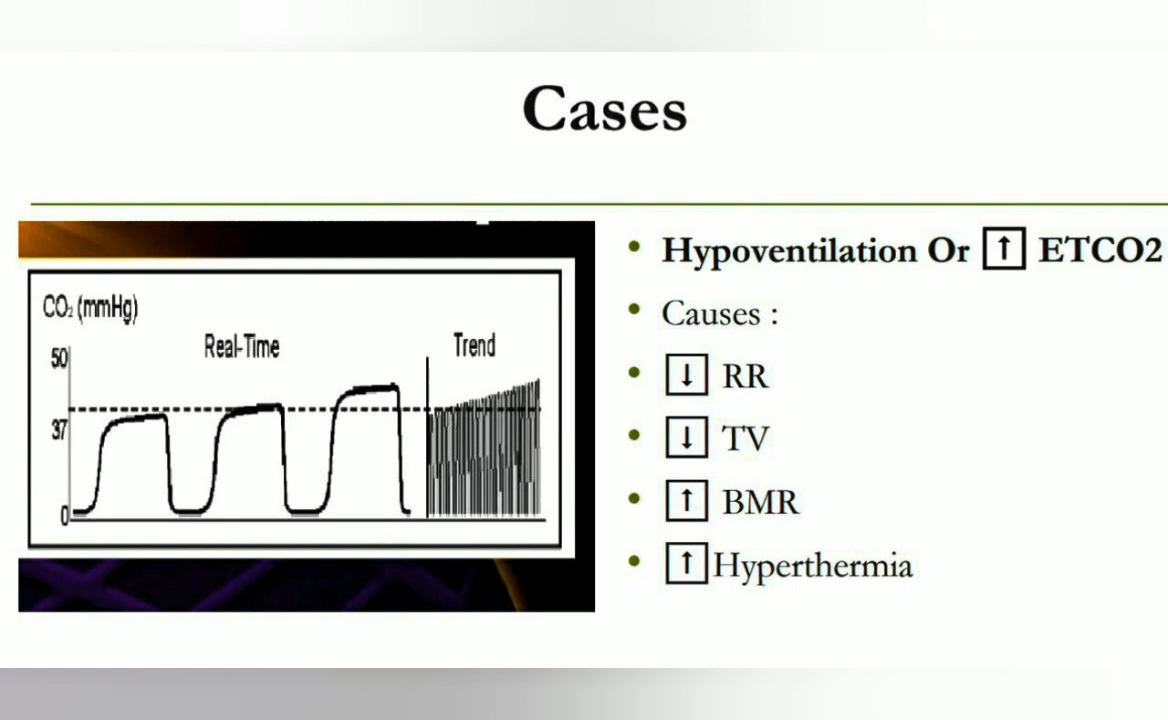 Cases
CO₂ (mmHg)
Real-Time
Trend
50
37
0
• Hypoventilation Or ↑ ETCO2
• Causes :
• ↓ RR
• ↓ TV
• ↑ BMR
• ↑ Hyperthermia